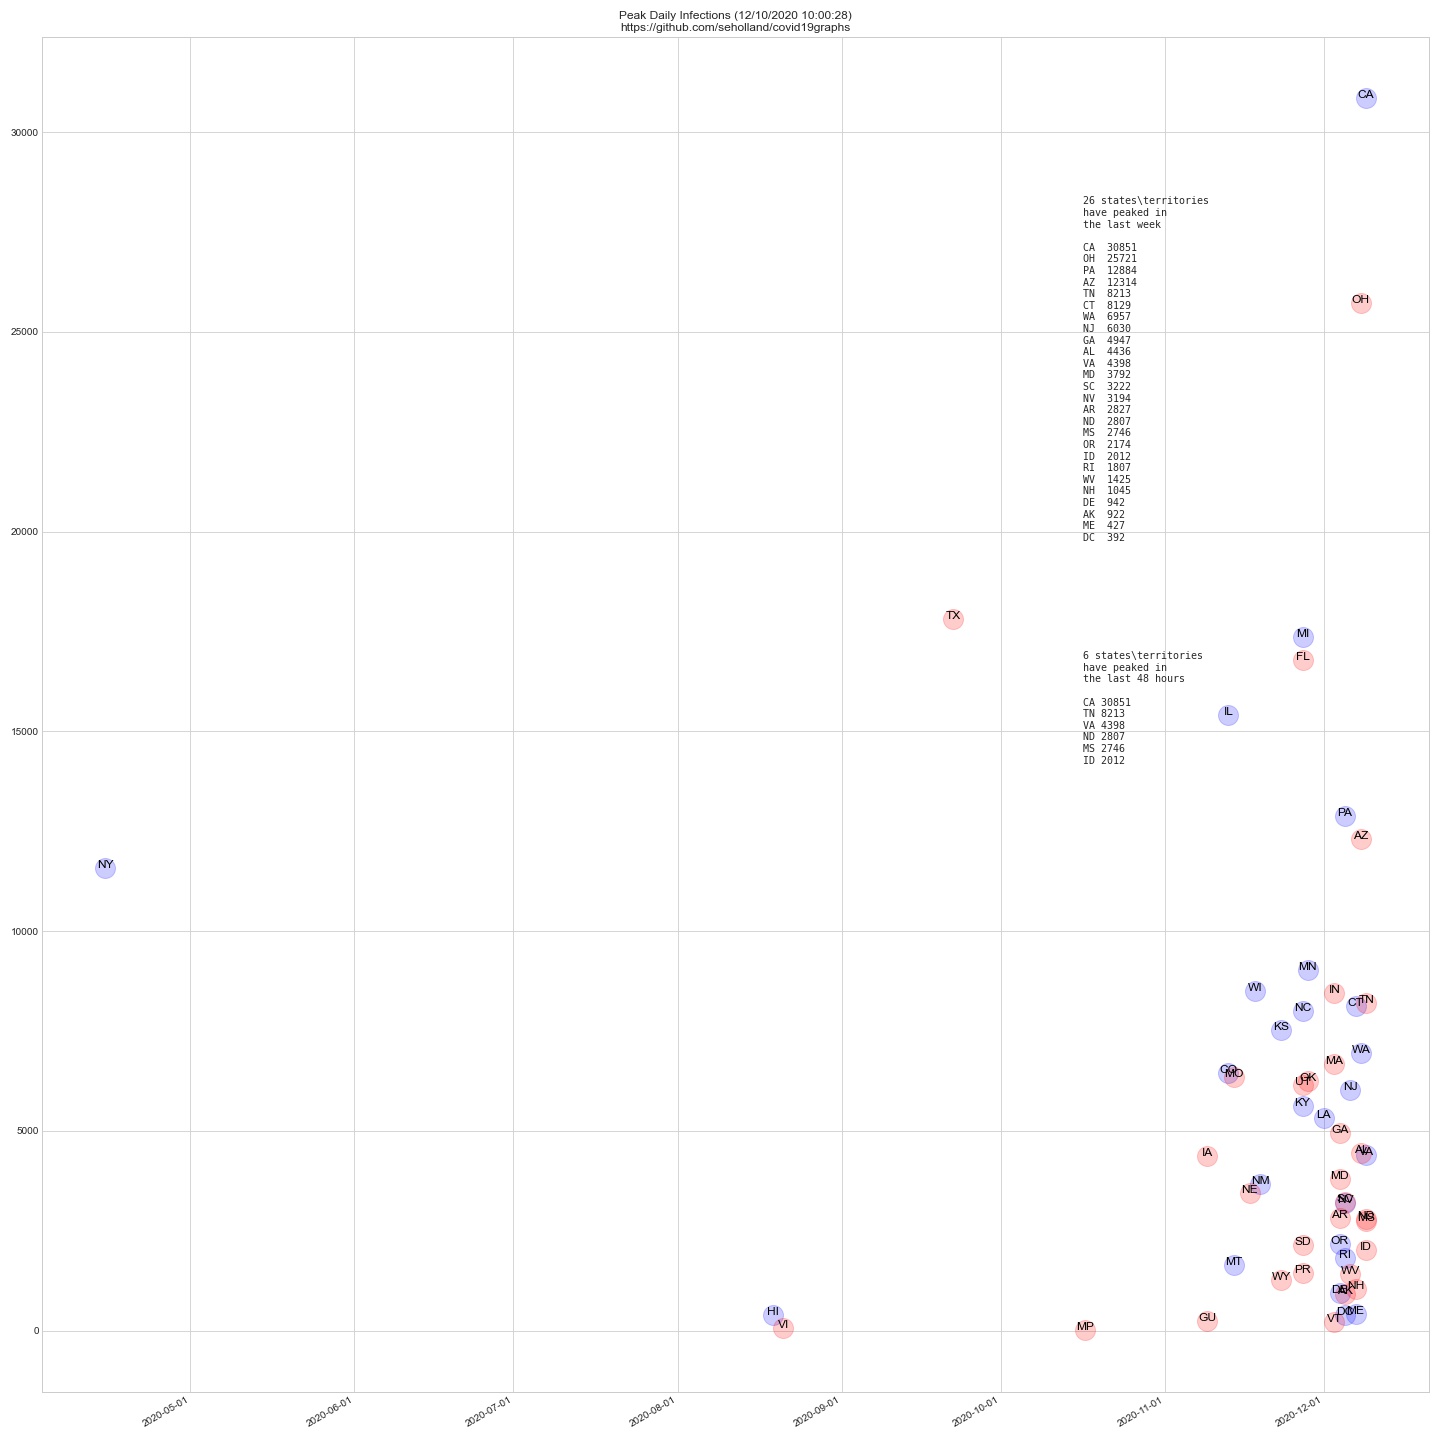 Peak Daily Infections (12/10/2020 10:00:28)
https://github.com/seholland/covid19graphs
CA
30000
26 states\territories
have peaked in
the last week
CA 30851
OH 25721
PA 12884
AZ 12314
TN 8213
CT 8129
WA 6957
NJ 6030
GA 4947
AL 4436
VA 4398
MD 3792
SC 3222
NV 3194
AR 2827
ND 2807
MS 2746
OR 2174
ID 2012
RI 1807
WV 1425
NH 1045
DE 942
AK 922
ME 427
DC 392
OH
25000
20000
TX
MI
FL
6 states\territories
have peaked in
the last 48 hours
CA 30851
TN 8213
VA 4398
ND 2807
MS 2746
ID 2012
IL
15000
PA
AZ
NY
10000
MN
WI
IN
TN
CT
NC
KS
WA
MA
CO
MO
UT
NJ
KY
LA
5000
GA
IA
AL
VA
MD
NM
NE
AR
MS
SD
OR
ID
RI
MT
PR
WV
WY
NH
HI
DC
ME
VI
MP
GU
VT
0
2020-05-01
2020-06-01
2020-07-01
2020-08-01
2020-09-01
2020-10-01
2020-11-01
2020-12-01